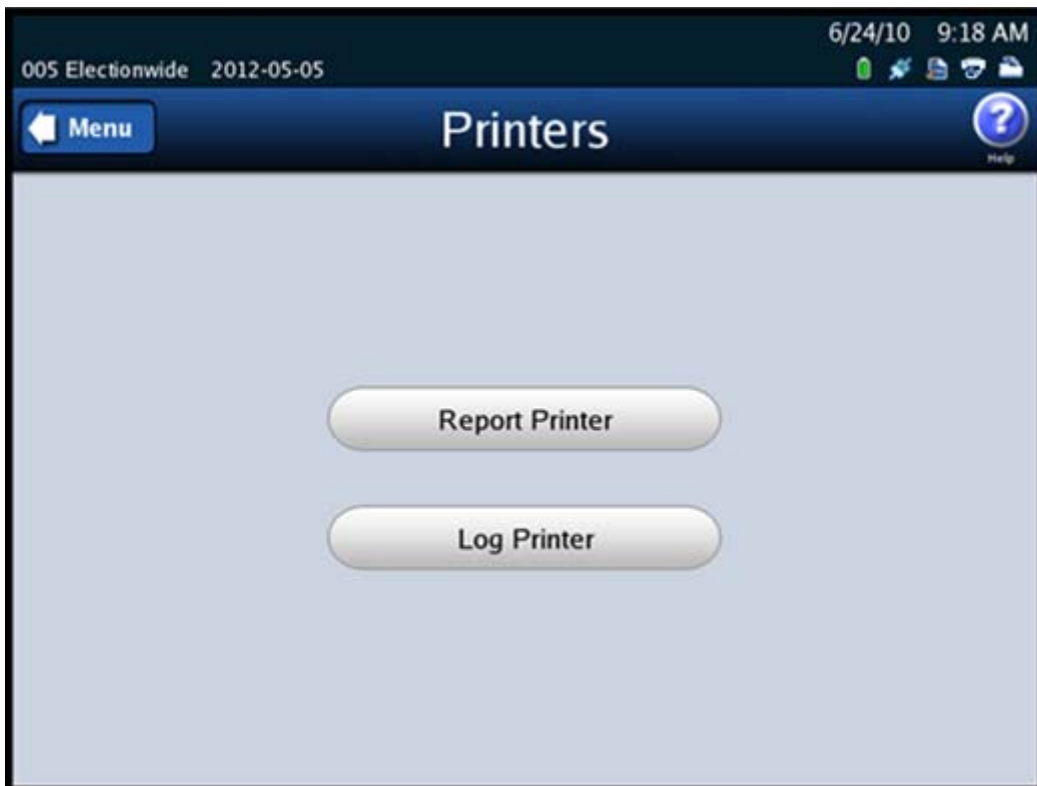 6/24/10 9:18 AM
005 Electionwide 2012-05-05
Menu
Printers
?
Help
Report Printer
Log Printer